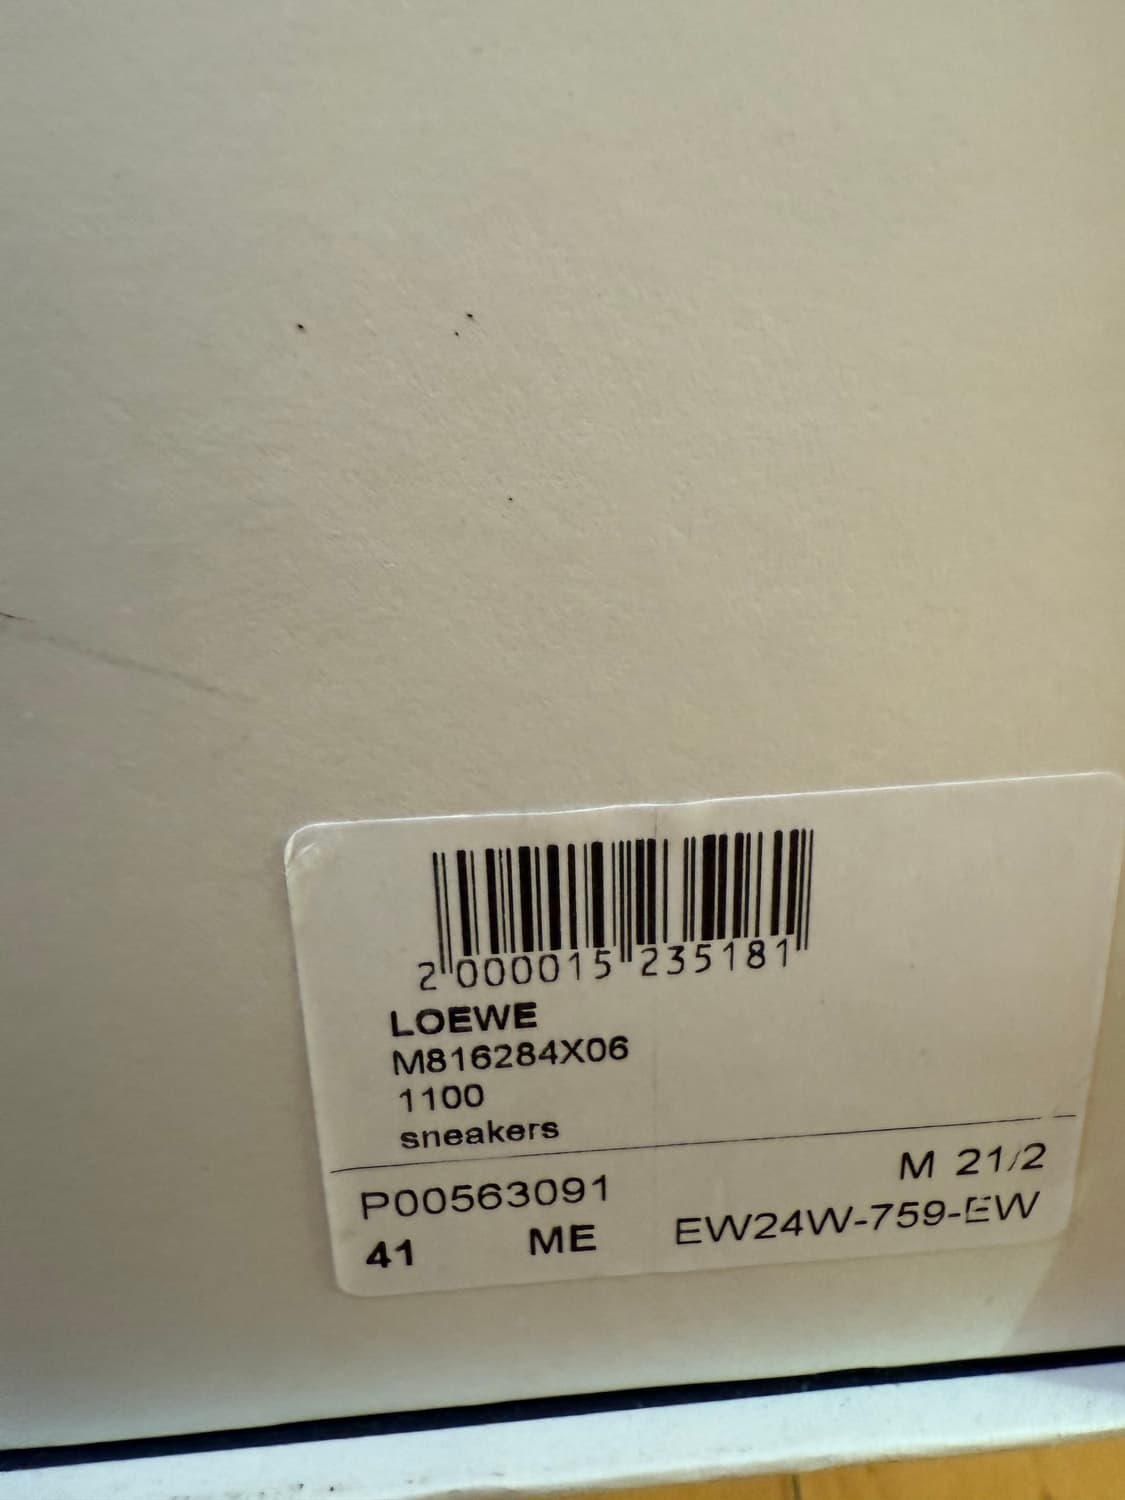 2 000015 235181
LOEWE
M816284X06
1100
sneakers
P00563091 M 21/2
41 ME EW24W-759-EW